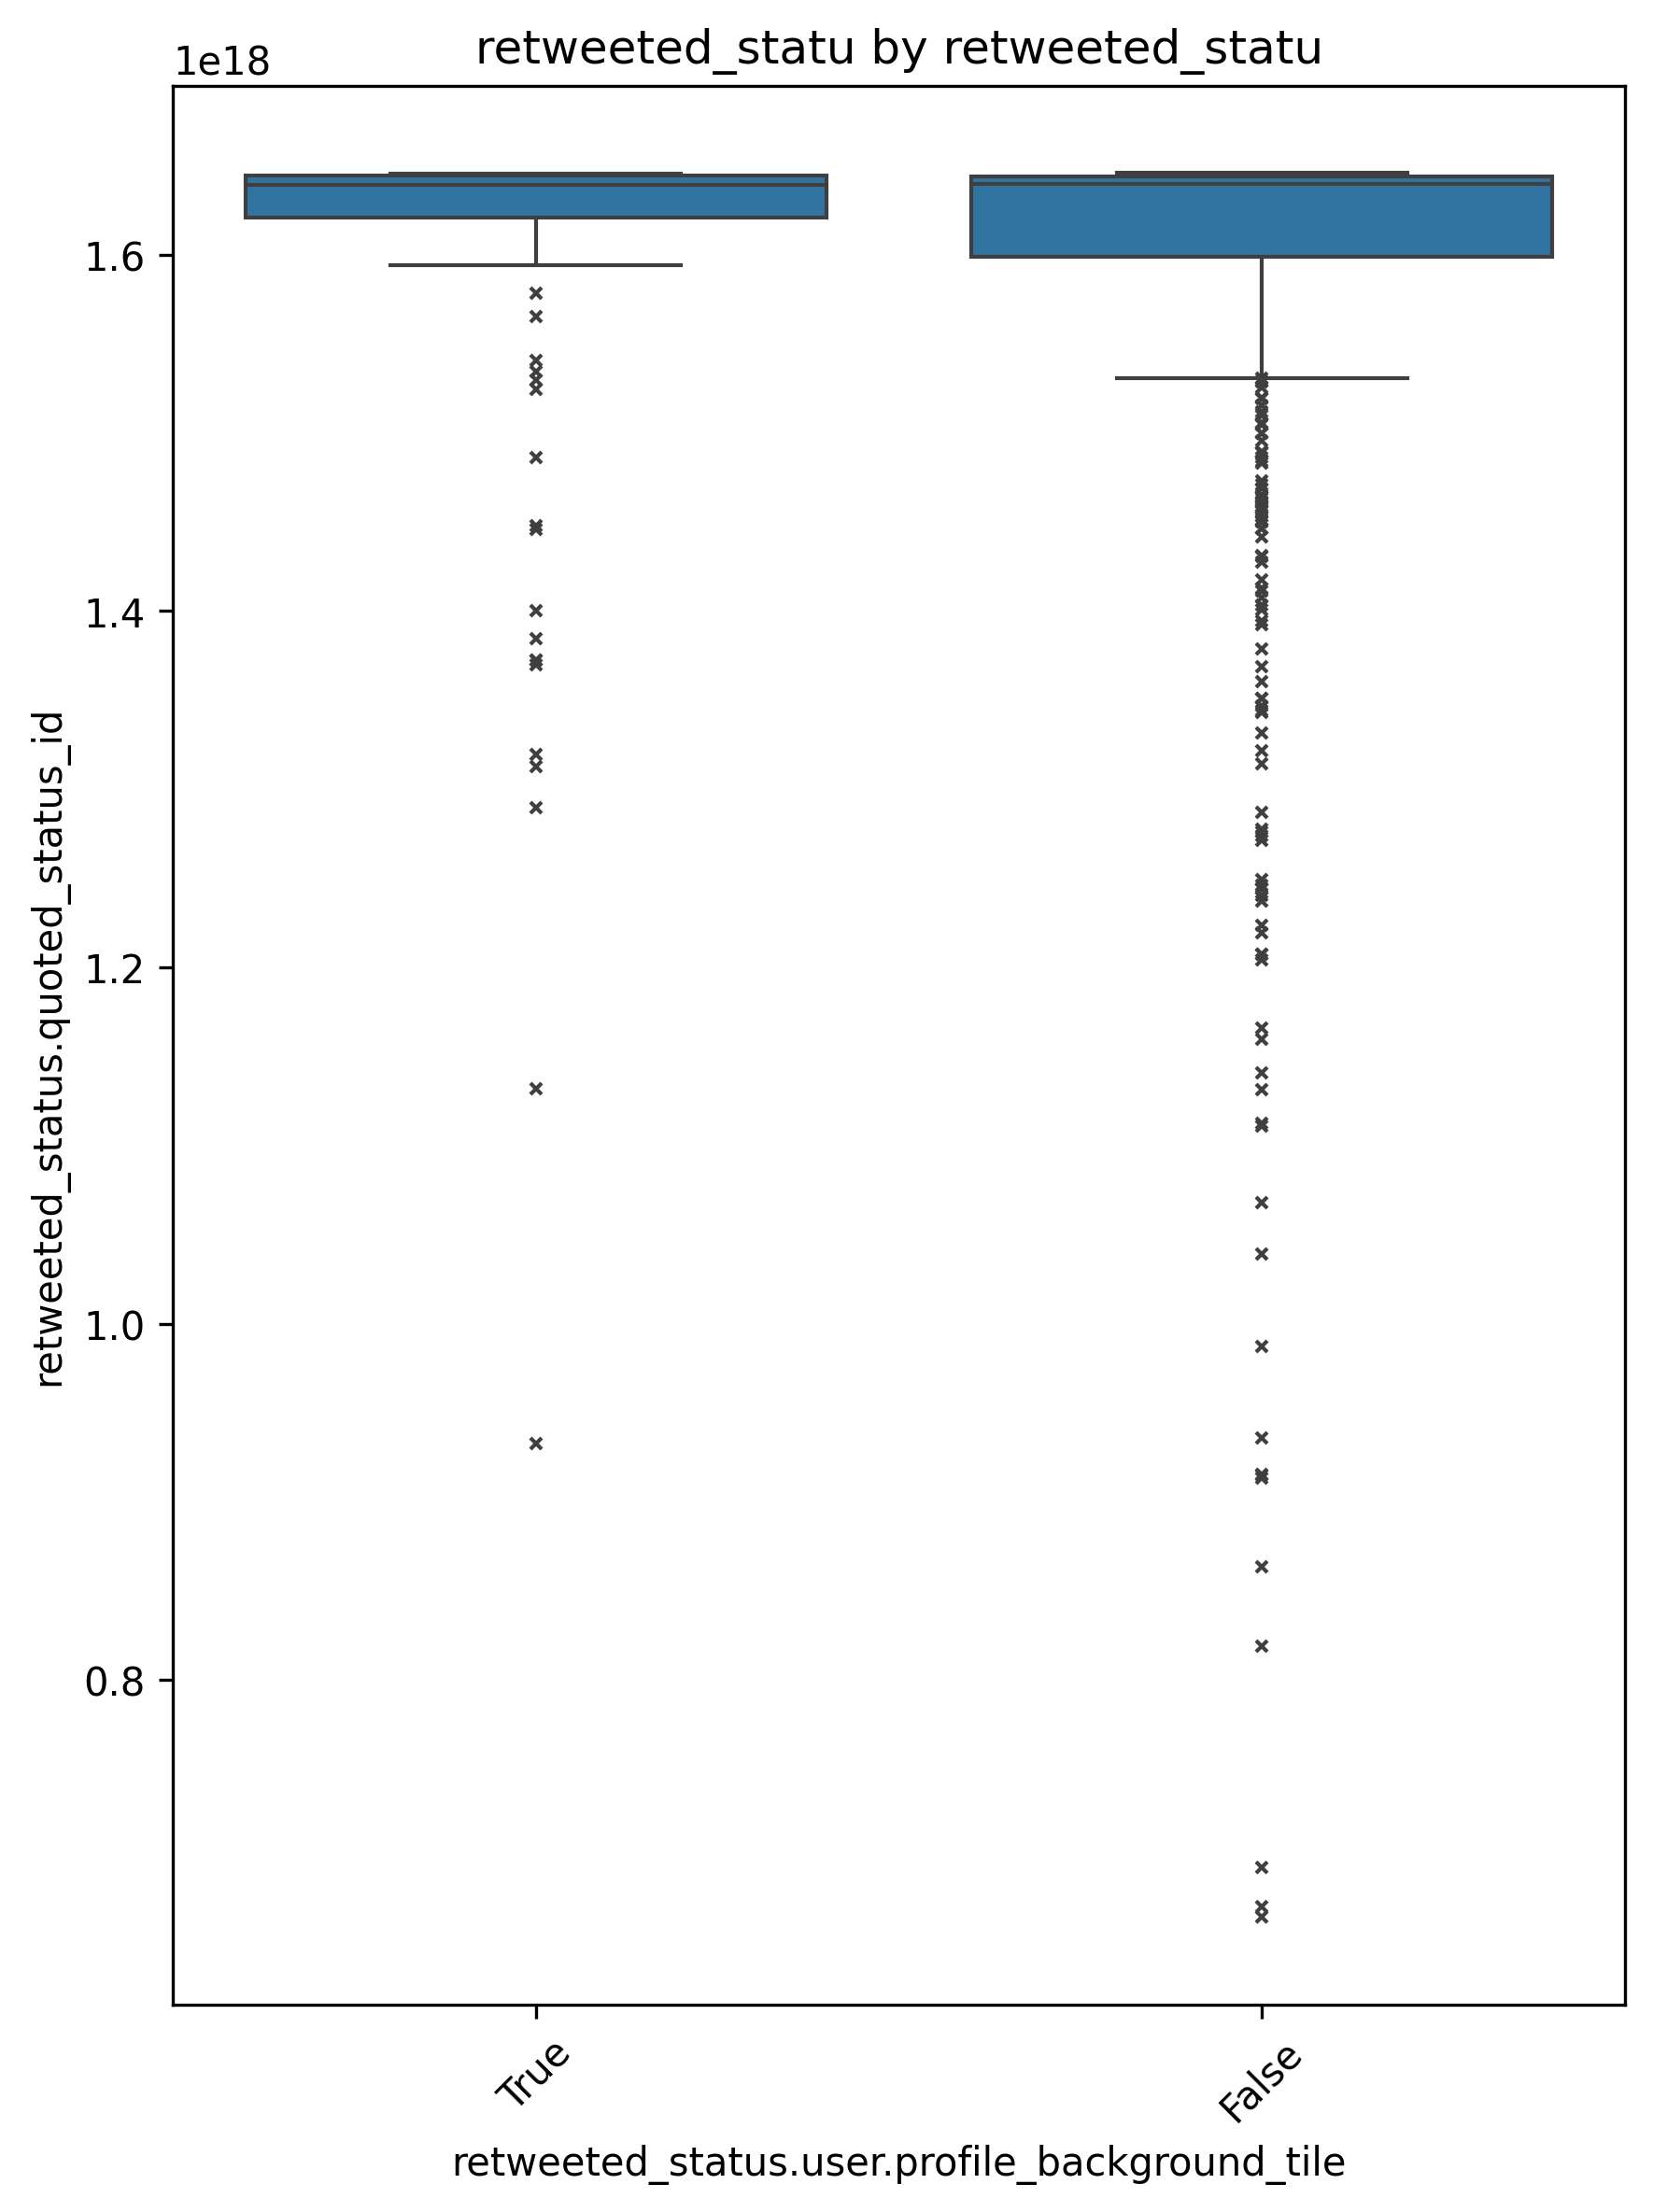 retweeted_statu by retweeted_statu
1e18
1.6
1.4
1.2
1.0
0.8
retweeted_status.quoted_status_id
True
False
retweeted_status.user.profile_background_tile